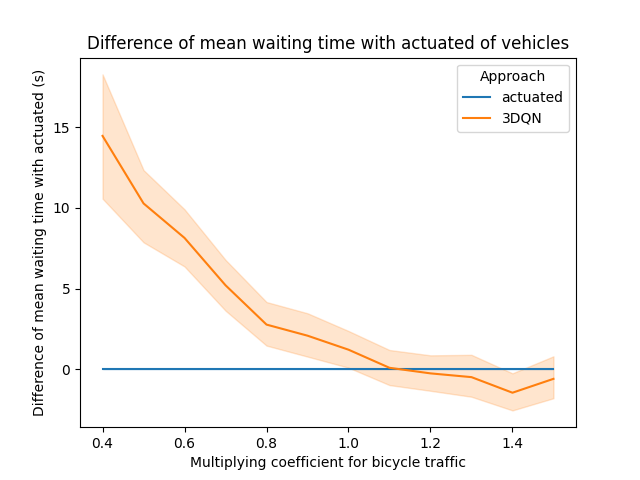 Difference of mean waiting time with actuated of vehicles
Difference of mean waiting time with actuated (s)
15
10
5
0
Approach
actuated
3DQN
0.4 0.6 0.8 1.0 1.2 1.4
Multiplying coefficient for bicycle traffic